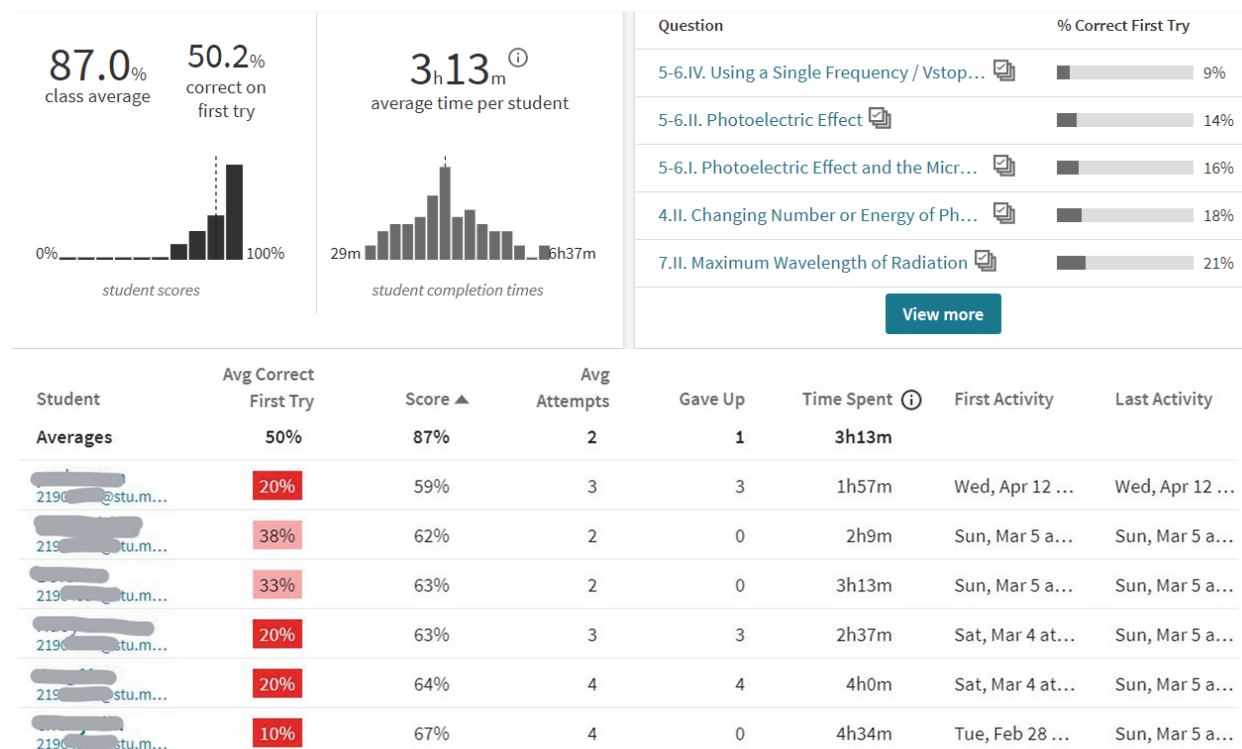 87.0%
class average
50.2%
correct on
first try
0%
100%
student scores
3h13m
average time per student
29m
6h37m
student completion times
Question % Correct First Try
5-6.IV. Using a Single Frequency / Vstop… 9%
5-6.II. Photoelectric Effect 14%
5-6.I. Photoelectric Effect and the Micr… 16%
4.II. Changing Number or Energy of Ph… 18%
7.II. Maximum Wavelength of Radiation 21%
View more
Student Avg Correct First Try Score Avg Attempts Gave Up Time Spent First Activity Last Activity
Averages 50% 87% 2 1 3h13m
20% 59% 3 3 1h57m Wed, Apr 12 … Wed, Apr 12 …
38% 62% 2 0 2h9m Sun, Mar 5 a… Sun, Mar 5 a…
33% 63% 2 0 3h13m Sun, Mar 5 a… Sun, Mar 5 a…
20% 63% 3 3 2h37m Sat, Mar 4 at… Sun, Mar 5 a…
20% 64% 4 4 4h0m Sat, Mar 4 at… Sun, Mar 5 a…
10% 67% 4 0 4h34m Tue, Feb 28 … Sun, Mar 5 a…